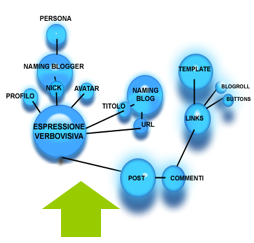 PERSONA
NAMING BLOGGER
NICK
AVATAR
PROFILO
TITOLO
NAMING
BLOG
URL
ESPRESSIONE
VERBOVISIVA
TEMPLATE
BLOGROLL
BUTTONS
LINKS
POST
COMMENTI